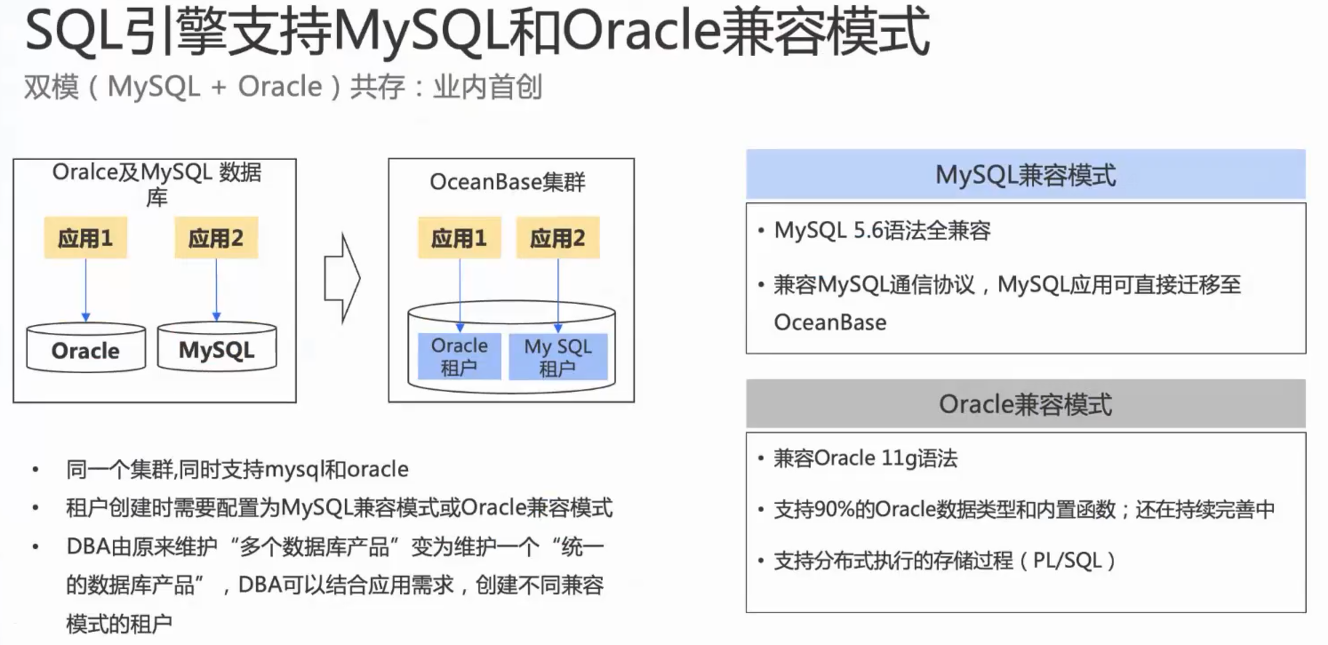 SQL引擎支持MySQL和Oracle兼容模式
双模（MySQL + Oracle）共存：业内首创
Oralce及MySQL 数据
库
应用1
应用2
Oracle
MySQL
OceanBase集群
应用1
应用2
Oracle
租户
My SQL
租户
• 同一个集群,同时支持mysql和oracle
• 租户创建时需要配置为MySQL兼容模式或Oracle兼容模式
• DBA由原来维护“多个数据库产品”变为维护一个“统一
的数据库产品”，DBA可以结合应用需求，创建不同兼容
模式的租户
MySQL兼容模式
• MySQL 5.6语法全兼容
• 兼容MySQL通信协议，MySQL应用可直接迁移至
OceanBase
Oracle兼容模式
• 兼容Oracle 11g语法
• 支持90%的Oracle数据类型和内置函数；还在持续完善中
• 支持分布式执行的存储过程（PL/SQL）